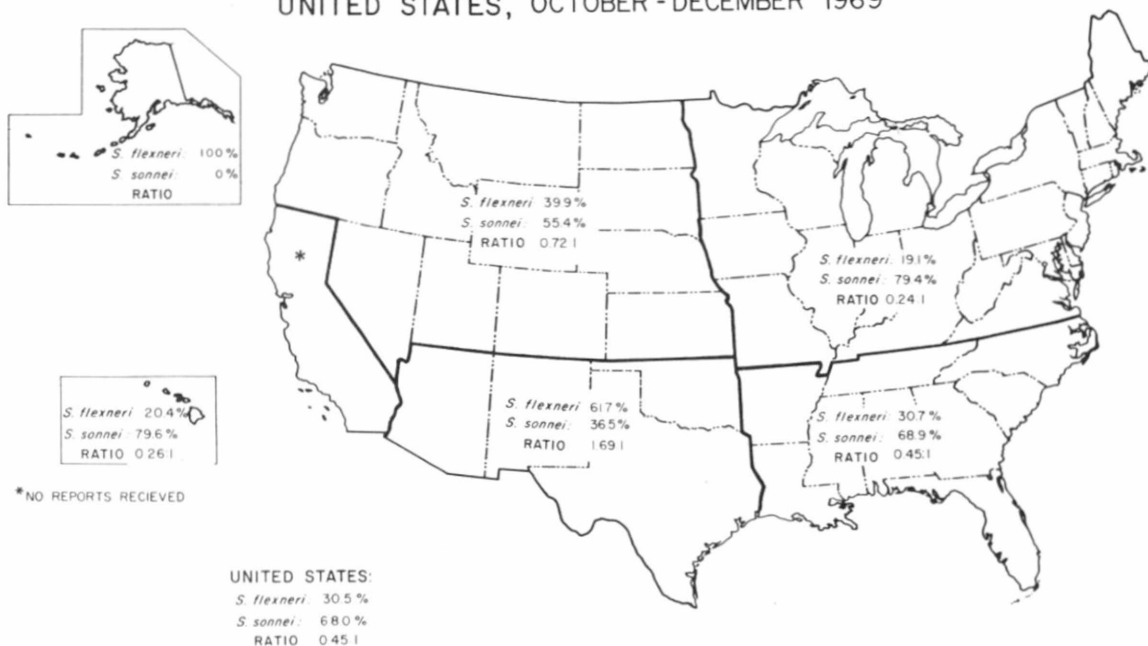 UNITED STATES, OCTOBER-DECEMBER 1969
S. flexneri: 100%
S. sonnei: 0%
RATIO
S. flexneri 39.9%
S. sonnei: 55.4%
RATIO 0.72:1
*
S. flexneri: 19.1%
S. sonnei: 79.4%
RATIO 0.24:1
S. flexneri 20.4%
S. sonnei: 79.6%
RATIO 0.26:1
S. flexneri 61.7%
S. sonnei: 36.5%
RATIO 1.69:1
S. flexneri: 30.7%
S. sonnei: 68.9%
RATIO 0.45:1
*NO REPORTS RECIEVED
UNITED STATES:
S. flexneri: 30.5%
S. sonnei: 68.0%
RATIO 0.45:1